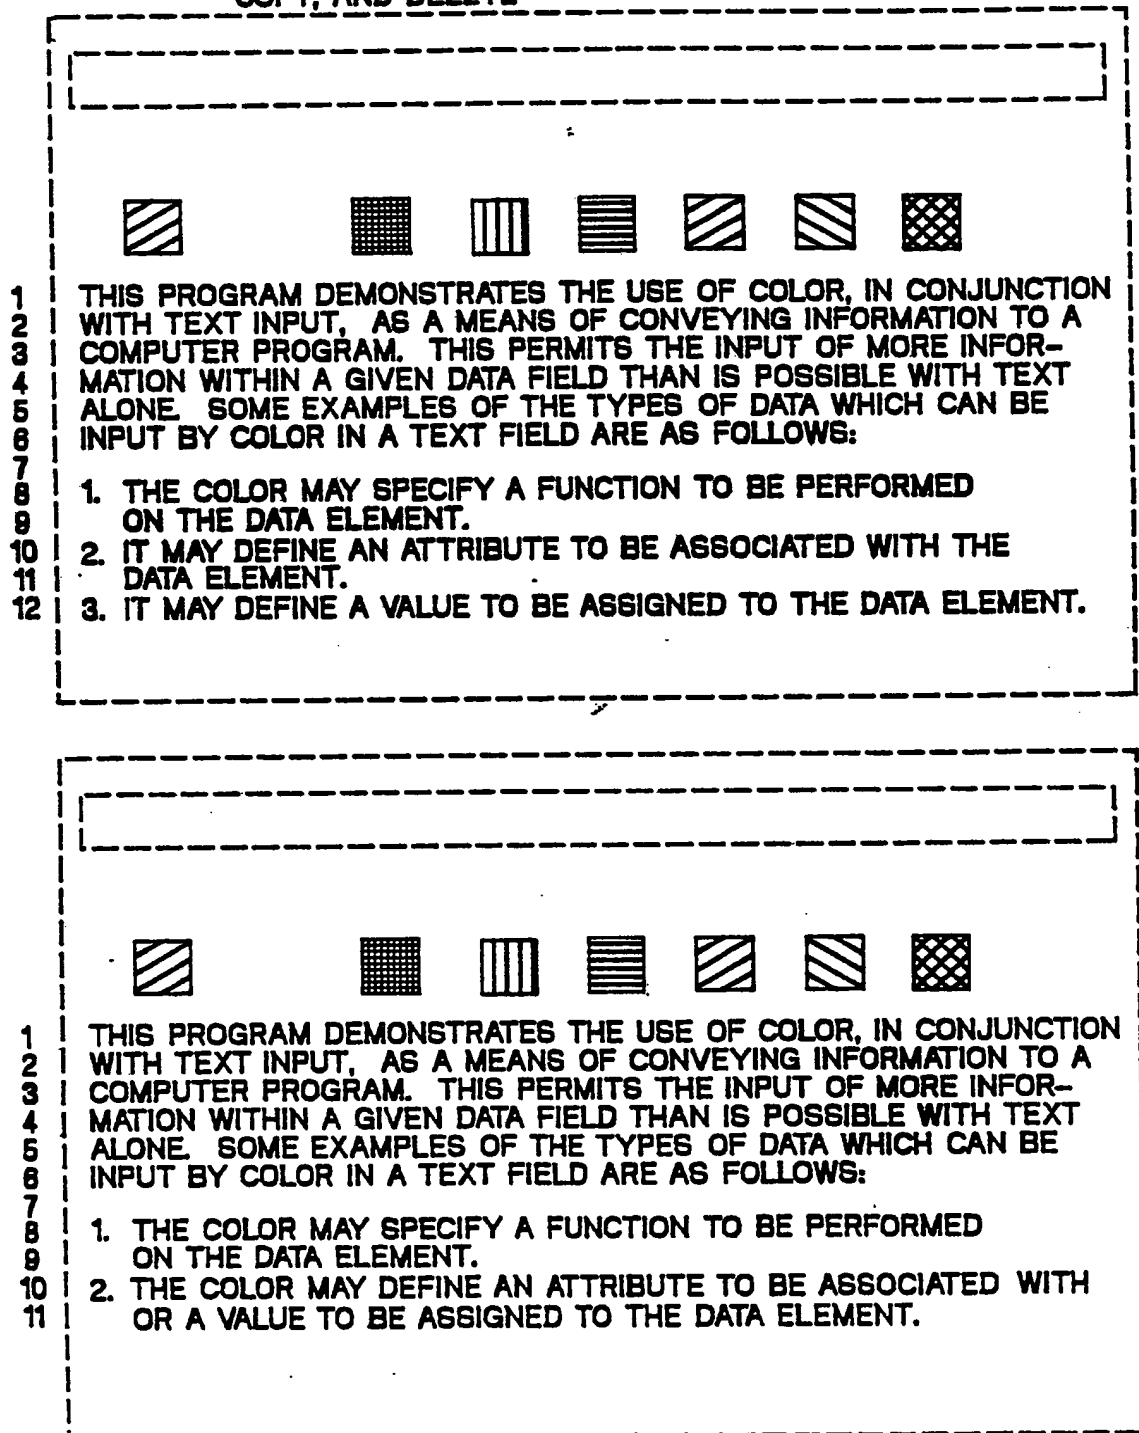 COPY, AND DELETE
1 THIS PROGRAM DEMONSTRATES THE USE OF COLOR, IN CONJUNCTION
2 WITH TEXT INPUT, AS A MEANS OF CONVEYING INFORMATION TO A
3 COMPUTER PROGRAM. THIS PERMITS THE INPUT OF MORE INFOR-
4 MATION WITHIN A GIVEN DATA FIELD THAN IS POSSIBLE WITH TEXT
5 ALONE. SOME EXAMPLES OF THE TYPES OF DATA WHICH CAN BE
6 INPUT BY COLOR IN A TEXT FIELD ARE AS FOLLOWS:
7
8 1. THE COLOR MAY SPECIFY A FUNCTION TO BE PERFORMED
9 ON THE DATA ELEMENT.
10 2. IT MAY DEFINE AN ATTRIBUTE TO BE ASSOCIATED WITH THE
11 DATA ELEMENT.
12 3. IT MAY DEFINE A VALUE TO BE ASSIGNED TO THE DATA ELEMENT.
1 THIS PROGRAM DEMONSTRATES THE USE OF COLOR, IN CONJUNCTION
2 WITH TEXT INPUT, AS A MEANS OF CONVEYING INFORMATION TO A
3 COMPUTER PROGRAM. THIS PERMITS THE INPUT OF MORE INFOR-
4 MATION WITHIN A GIVEN DATA FIELD THAN IS POSSIBLE WITH TEXT
5 ALONE. SOME EXAMPLES OF THE TYPES OF DATA WHICH CAN BE
6 INPUT BY COLOR IN A TEXT FIELD ARE AS FOLLOWS:
7
8 1. THE COLOR MAY SPECIFY A FUNCTION TO BE PERFORMED
9 ON THE DATA ELEMENT.
10 2. THE COLOR MAY DEFINE AN ATTRIBUTE TO BE ASSOCIATED WITH
11 OR A VALUE TO BE ASSIGNED TO THE DATA ELEMENT.